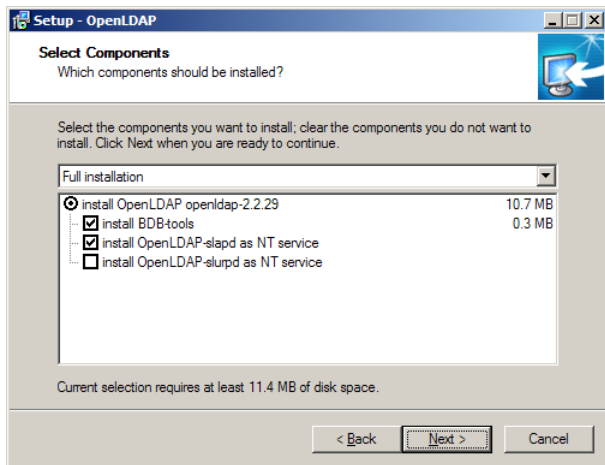 Setup - OpenLDAP
Select Components
Which components should be installed?
Select the components you want to install; clear the components you do not want to
install. Click Next when you are ready to continue.
Full installation
install OpenLDAP openldap-2.2.29 10.7 MB
install BDB-tools 0.3 MB
install OpenLDAP-slapd as NT service
install OpenLDAP-slurpd as NT service
Current selection requires at least 11.4 MB of disk space.
< Back Next > Cancel